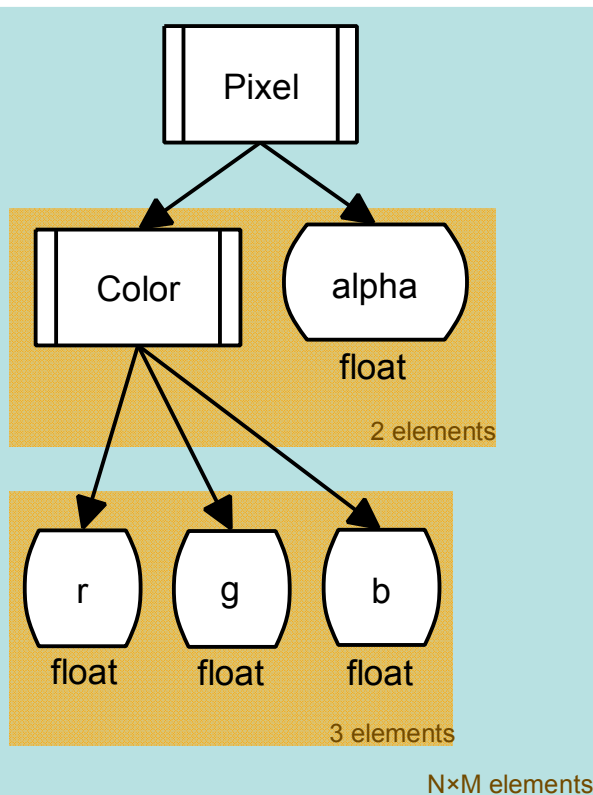 Pixel
Color
alpha
float
2 elements
r
g
b
float
float
float
3 elements
N×M elements